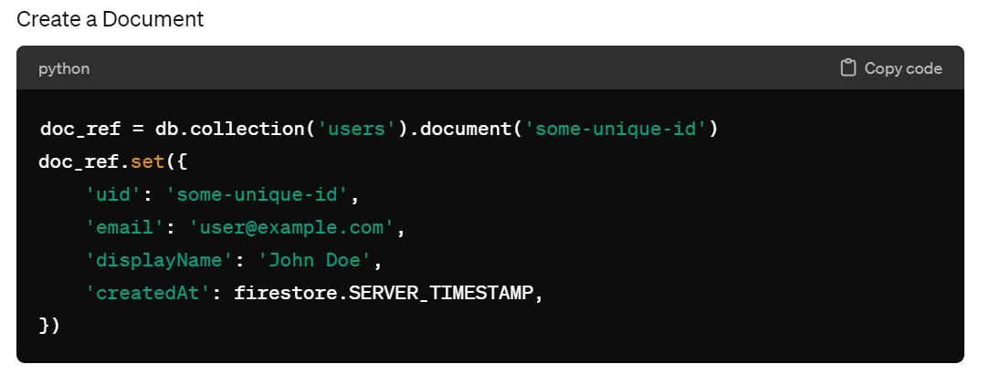 Create a Document
python
Copy code
doc_ref = db.collection('users').document('some-unique-id')
doc_ref.set({
    'uid': 'some-unique-id',
    'email': 'user@example.com',
    'displayName': 'John Doe',
    'createdAt': firestore.SERVER_TIMESTAMP,
})